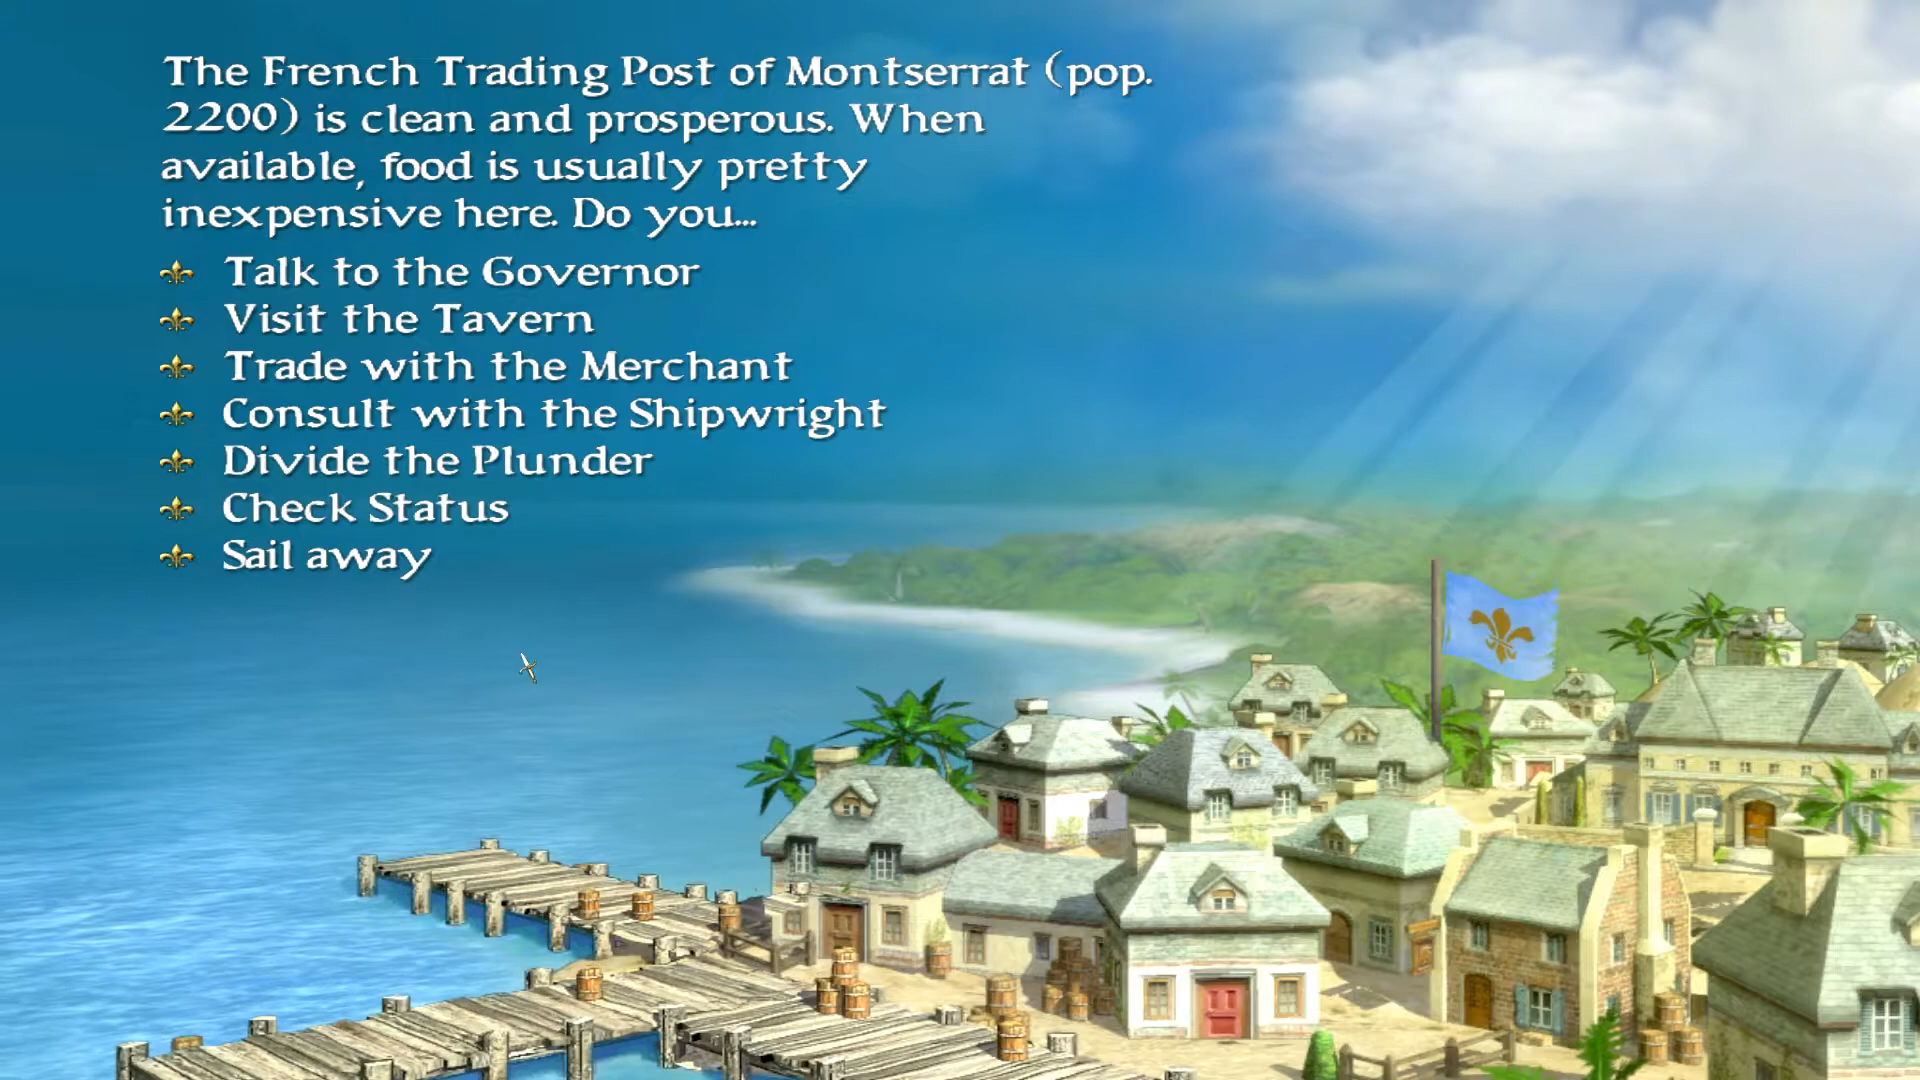 The French Trading Post of Montserrat (pop.
2200) is clean and prosperous. When
available, food is usually pretty
inexpensive here. Do you...
Talk to the Governor
Visit the Tavern
Trade with the Merchant
Consult with the Shipwright
Divide the Plunder
Check Status
Sail away